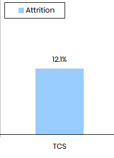 Attrition
12.1%
TCS